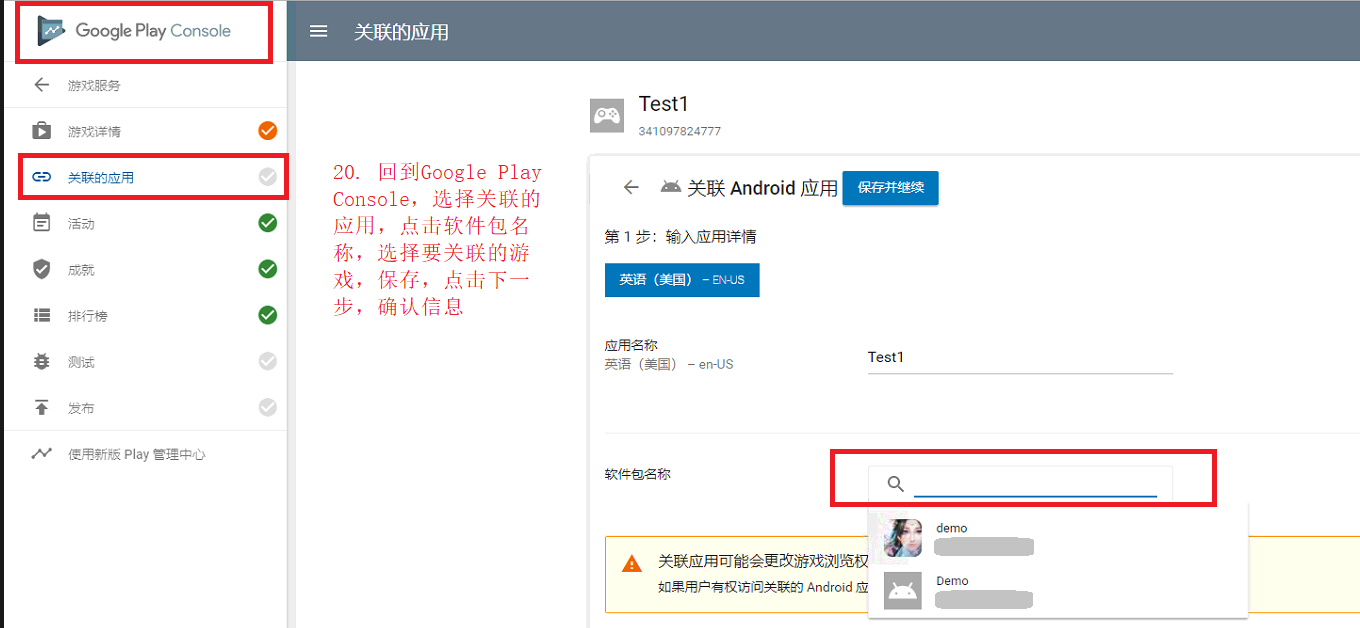 Google Play Console
关联的应用
游戏服务
游戏详情
关联的应用
活动
成就
排行榜
测试
发布
使用新版 Play 管理中心
20. 回到Google Play
Console，选择关联的
应用，点击软件包名
称，选择要关联的游
戏，保存，点击下一
步，确认信息
Test1
341097824777
关联 Android 应用
保存并继续
第 1 步：输入应用详情
英语（美国） – EN-US
应用名称
英语（美国） – en-US
Test1
软件包名称
demo
Demo
关联应用可能会更改游戏浏览权
如果用户有权访问关联的 Android 应